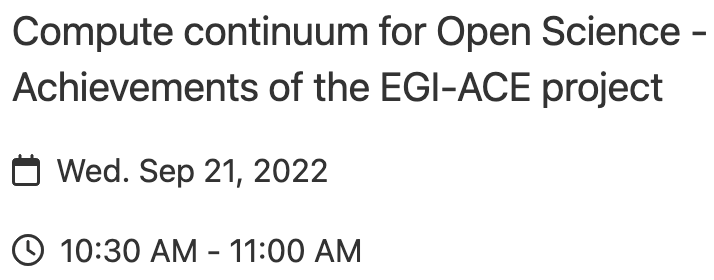 Compute continuum for Open Science -
Achievements of the EGI-ACE project
Wed. Sep 21, 2022
10:30 AM - 11:00 AM